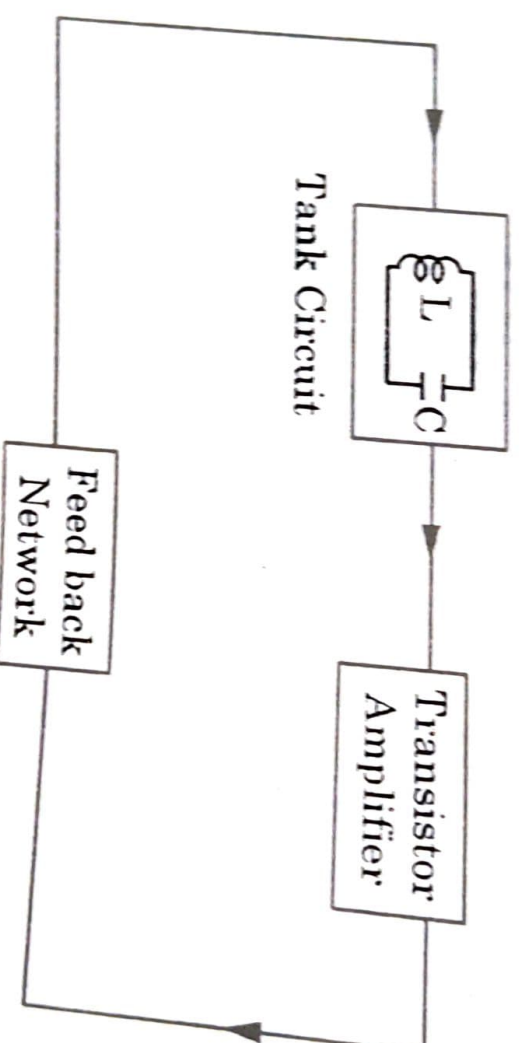 L
C
Tank Circuit
Transistor
Amplifier
Feed back
Network